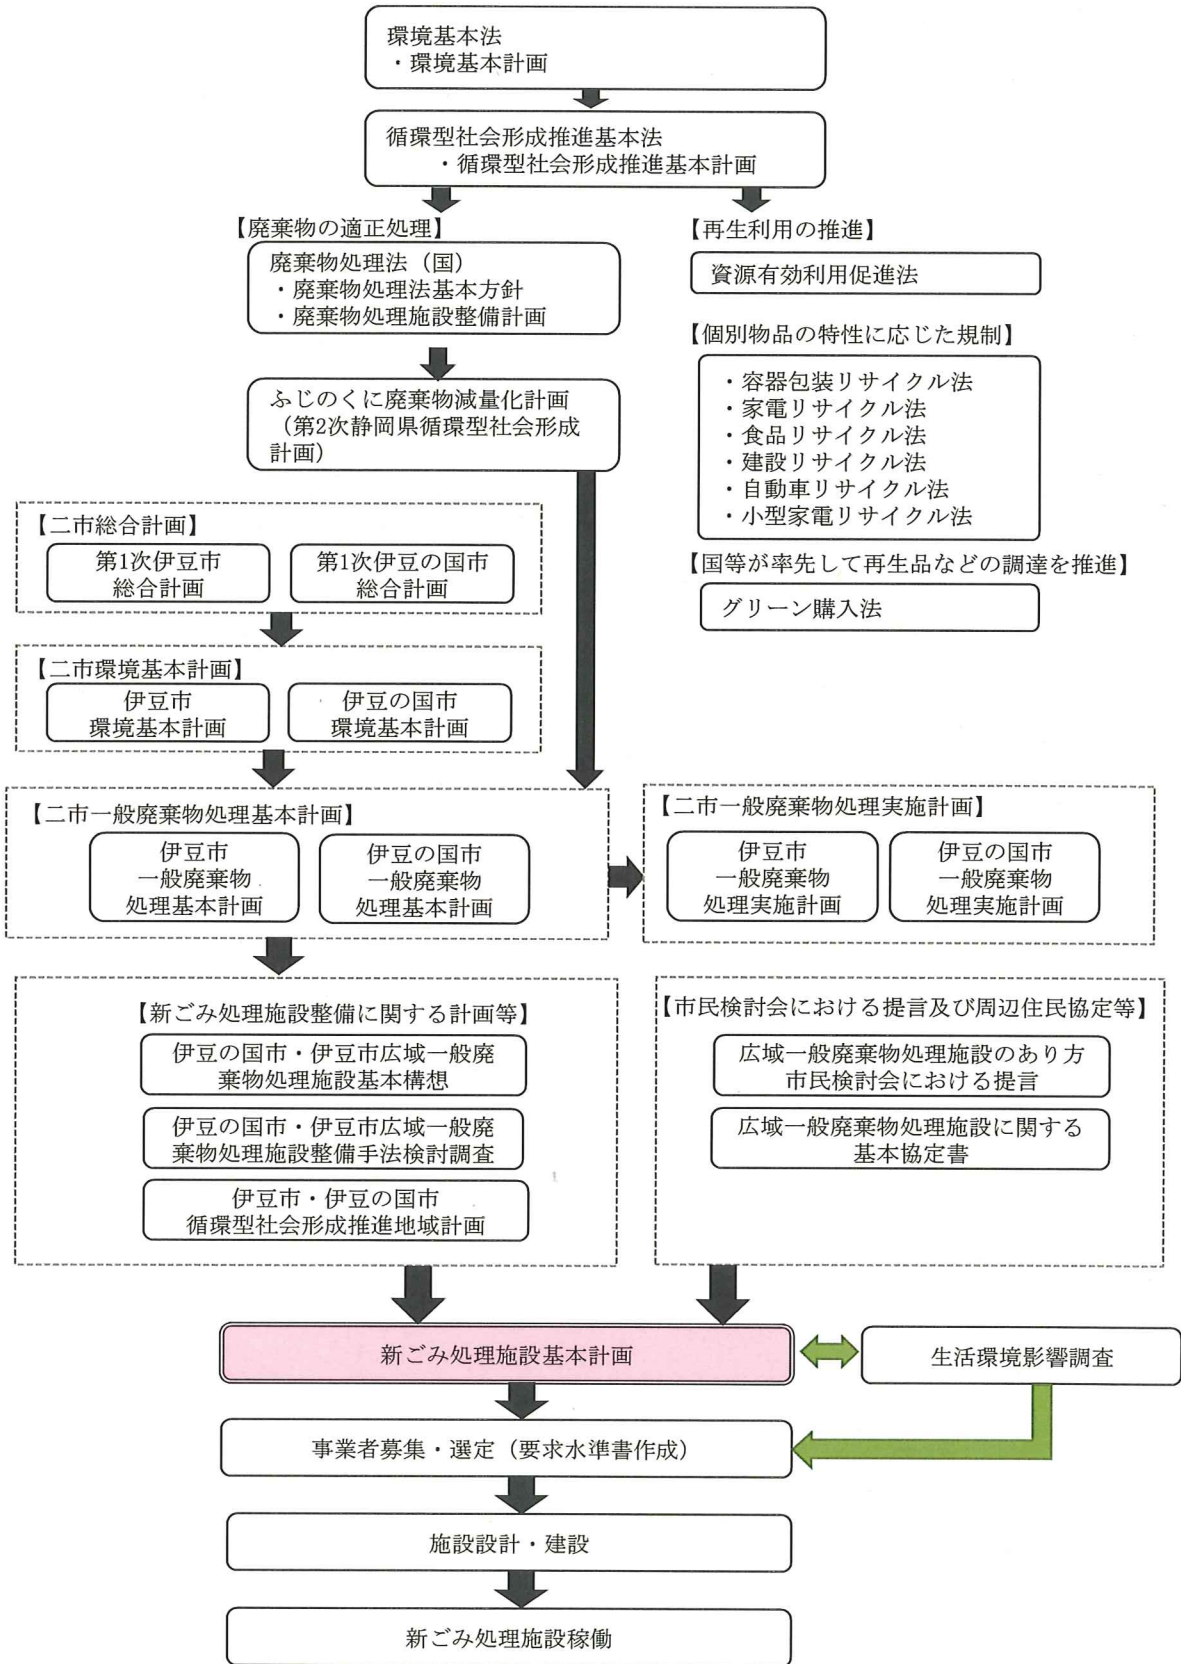 環境基本法
・環境基本計画
循環型社会形成推進基本法
・循環型社会形成推進基本計画
【廃棄物の適正処理】
廃棄物処理法（国）
・廃棄物処理法基本方針
・廃棄物処理施設整備計画
ふじのくに廃棄物減量化計画
（第2次静岡県循環型社会形成
計画）
【再生利用の推進】
資源有効利用促進法
【個別物品の特性に応じた規制】
・容器包装リサイクル法
・家電リサイクル法
・食品リサイクル法
・建設リサイクル法
・自動車リサイクル法
・小型家電リサイクル法
【国等が率先して再生品などの調達を推進】
グリーン購入法
【二市総合計画】
第1次伊豆市
総合計画
第1次伊豆の国市
総合計画
【二市環境基本計画】
伊豆市
環境基本計画
伊豆の国市
環境基本計画
【二市一般廃棄物処理基本計画】
伊豆市
一般廃棄物
処理基本計画
伊豆の国市
一般廃棄物
処理基本計画
【二市一般廃棄物処理実施計画】
伊豆市
一般廃棄物
処理実施計画
伊豆の国市
一般廃棄物
処理実施計画
【新ごみ処理施設整備に関する計画等】
伊豆の国市・伊豆市広域一般廃
棄物処理施設基本構想
伊豆の国市・伊豆市広域一般廃
棄物処理施設整備手法検討調査
伊豆市・伊豆の国市
循環型社会形成推進地域計画
【市民検討会における提言及び周辺住民協定等】
広域一般廃棄物処理施設のあり方
市民検討会における提言
広域一般廃棄物処理施設に関する
基本協定書
新ごみ処理施設基本計画
生活環境影響調査
事業者募集・選定（要求水準書作成）
施設設計・建設
新ごみ処理施設稼働